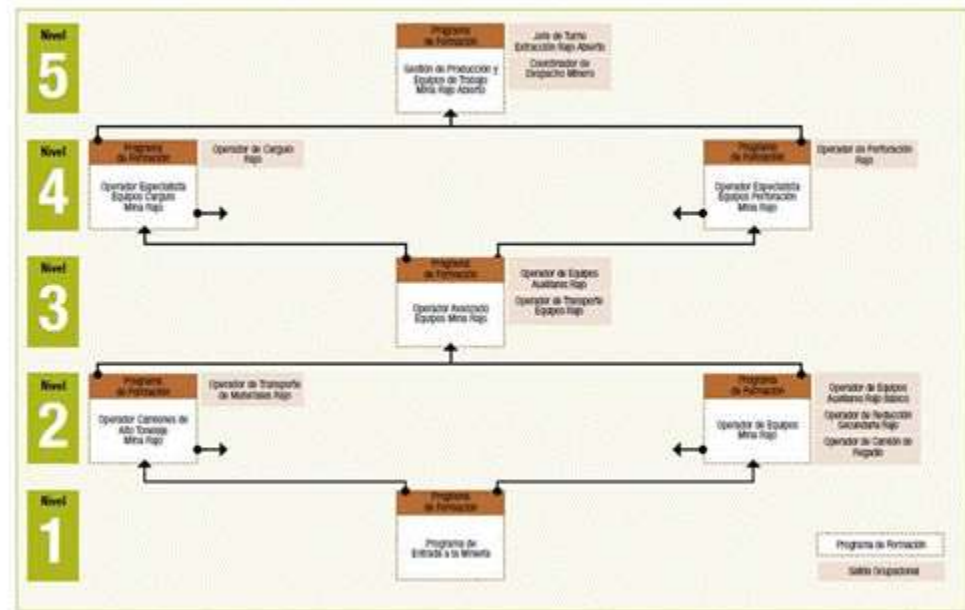 Nivel
5
Programa
de Formación
Gestión de Producción y
Equipos de Trabajo
Mina Rajo Abierto
Jefe de Turno
Extracción Rajo Abierto
Coordinador de
Despacho Minero
Nivel
4
Programa
de Formación
Operador Especialista
Equipos Carguío
Mina Rajo
Operador de Carguío
Rajo
Programa
de Formación
Operador Especialista
Equipos Perforación
Mina Rajo
Operador de Perforación
Rajo
Nivel
3
Programa
de Formación
Operador Avanzado
Equipos Mina Rajo
Operador de Equipos
Auxiliares Rajo
Operador de Transporte
Equipos Rajo
Nivel
2
Programa
de Formación
Operador Camiones de
Alto Tonelaje
Mina Rajo
Operador de Transporte
de Materiales Rajo
Programa
de Formación
Operador de Equipos
Mina Rajo
Operador de Equipos
Auxiliares Rajo Básico
Operador de Reducción
Secundaria Rajo
Operador de Camión de
Regadío
Nivel
1
Programa
de Formación
Programa de
Entrada a la Minería
Programa de Formación
Salida Ocupacional